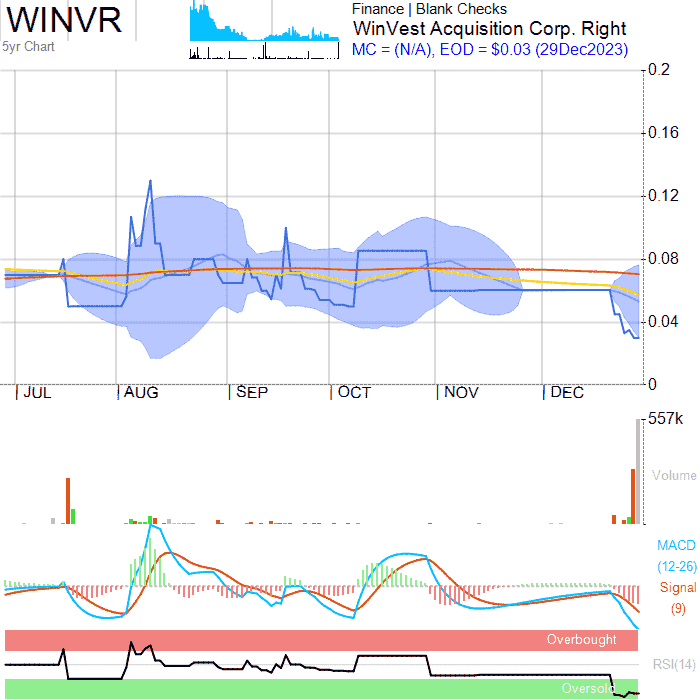 WINVR
5yr Chart
Finance | Blank Checks
WinVest Acquisition Corp. Right
MC = (N/A), EOD = $0.03 (29Dec2023)
0.2
0.16
0.12
0.08
0.04
0
JUL AUG SEP OCT NOV DEC
557k
Volume
MACD
(12-26)
Signal
(9)
Overbought
RSI(14)
Oversold